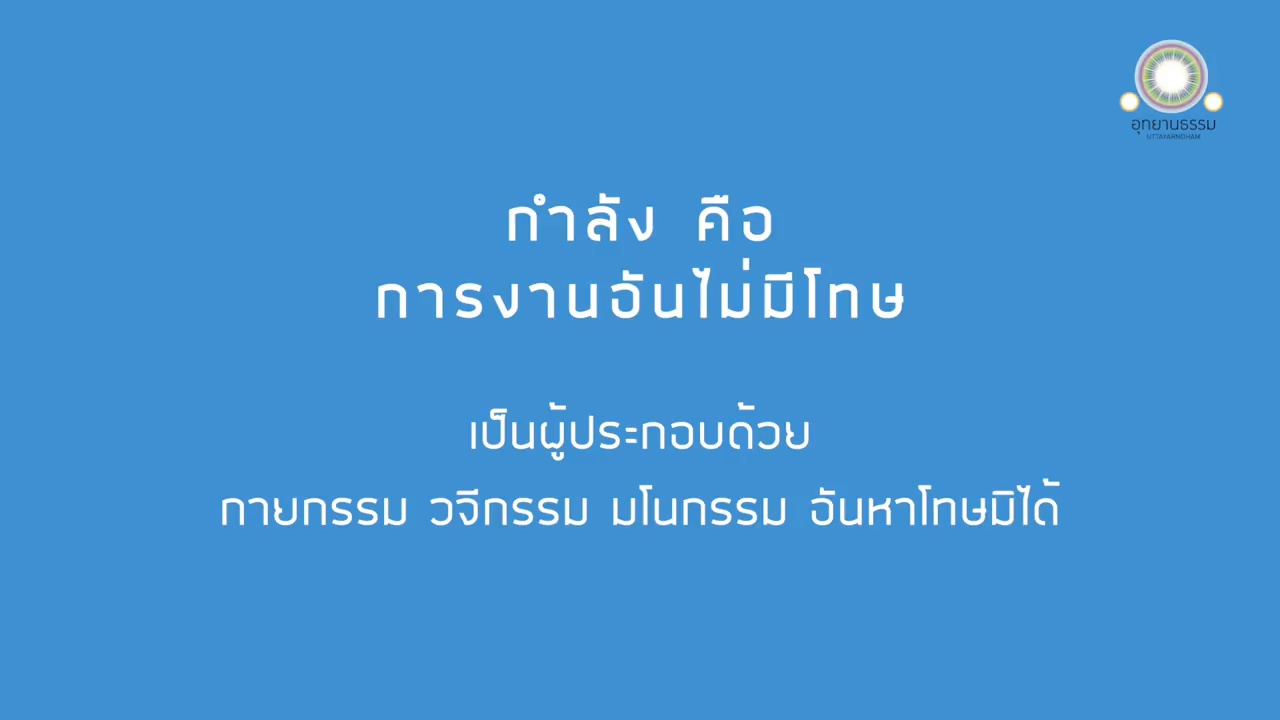 อุทยานธรรม
UTTAYARNDHAM
กำลัง คือ
การงานอันไม่มีโทษ
เป็นผู้ประกอบด้วย
กายกรรม วจีกรรม มโนกรรม อันหาโทษมิได้